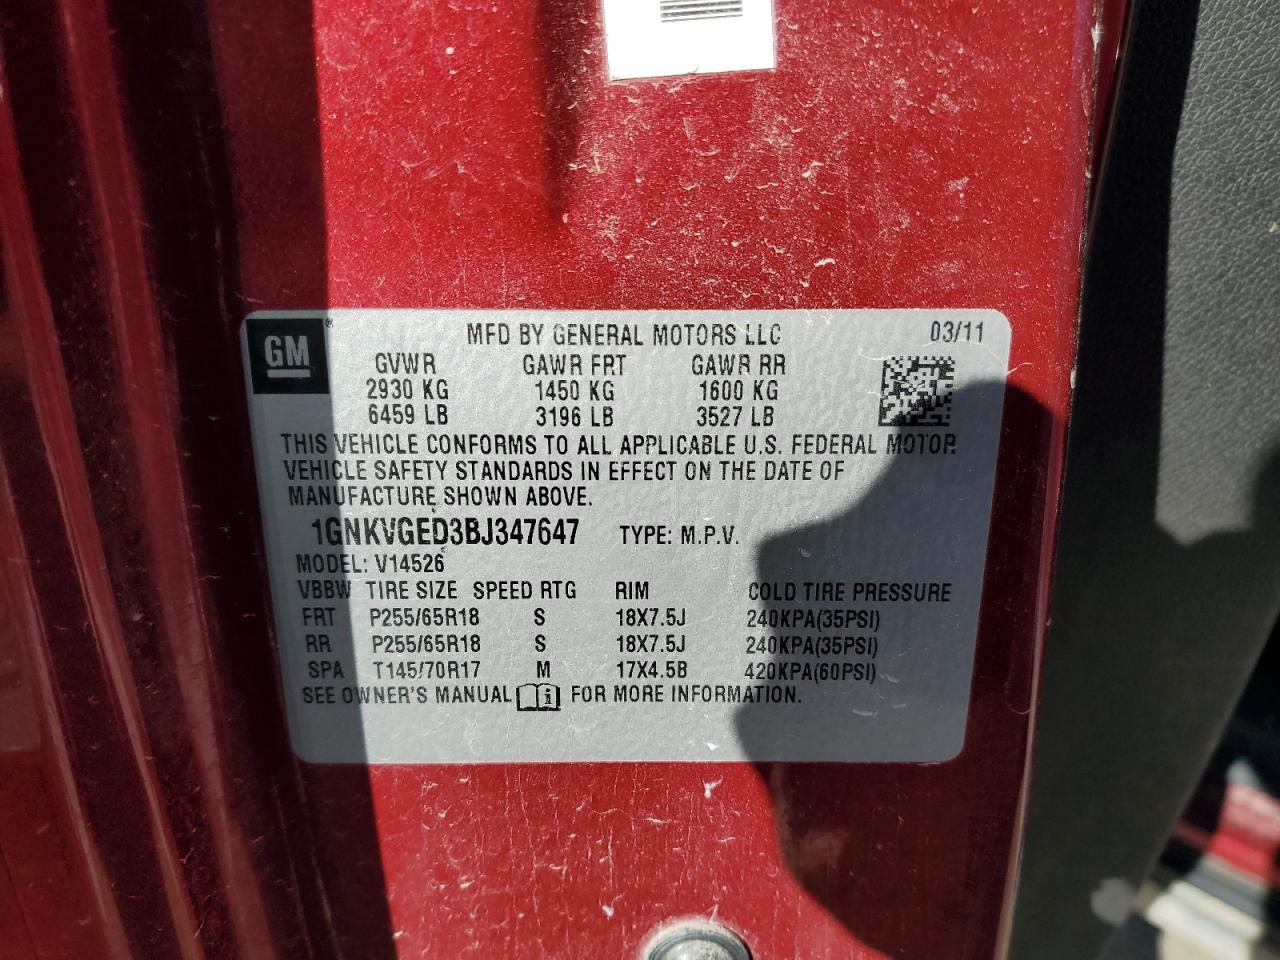 GM
MFD BY GENERAL MOTORS LLC 03/11
GVWR GAWR FRT GAWR RR
2930 KG 1450 KG 1600 KG
6459 LB 3196 LB 3527 LB
THIS VEHICLE CONFORMS TO ALL APPLICABLE U.S. FEDERAL MOTOR
VEHICLE SAFETY STANDARDS IN EFFECT ON THE DATE OF
MANUFACTURE SHOWN ABOVE.
1GNKVGED3BJ347647 TYPE: M.P.V.
MODEL: V14526
VBBW TIRE SIZE SPEED RTG RIM COLD TIRE PRESSURE
FRT P255/65R18 S 18X7.5J 240KPA(35PSI)
RR P255/65R18 S 18X7.5J 240KPA(35PSI)
SPA T145/70R17 M 17X4.5B 420KPA(60PSI)
SEE OWNER'S MANUAL i FOR MORE INFORMATION.